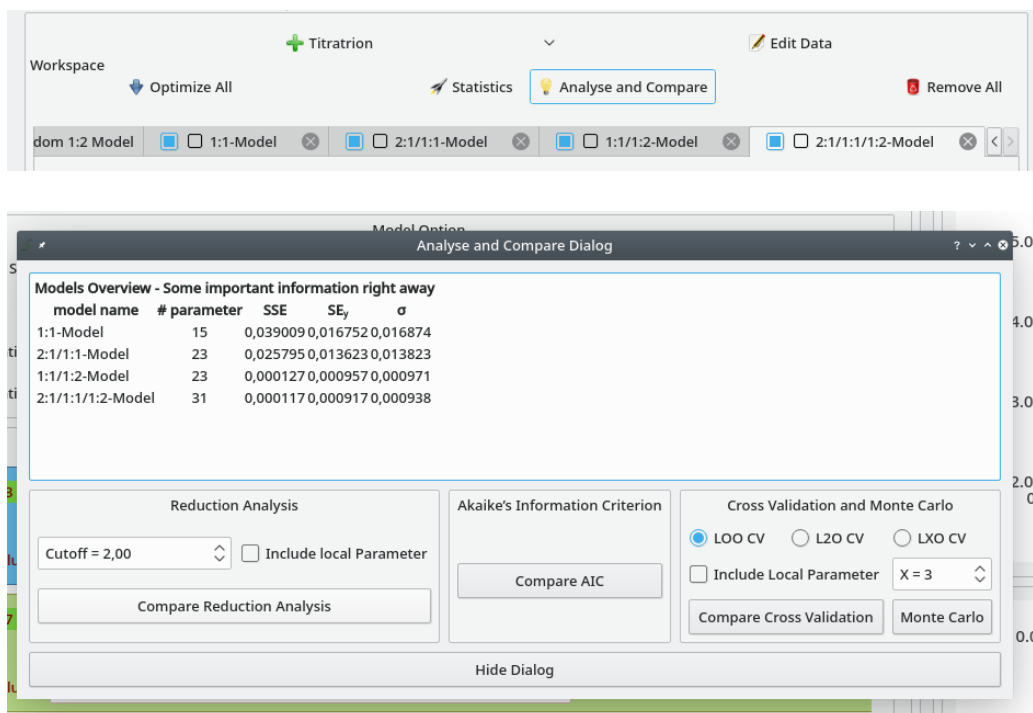 Titratrion
Edit Data
Workspace
Optimize All Statistics Analyse and Compare Remove All
dom 1:2 Model 1:1-Model 2:1/1:1-Model 1:1/1:2-Model 2:1/1:1/1:2-Model
Analyse and Compare Dialog
5.0
Models Overview - Some important information right away
model name # parameter SSE SEy σ
1:1-Model 15 0,039009 0,016752 0,016874
4.0
2:1/1:1-Model 23 0,025795 0,013623 0,013823
ti
1:1/1:2-Model 23 0,000127 0,000957 0,000971
ti
2:1/1:1/1:2-Model 31 0,000117 0,000917 0,000938
3.0
2.0
Reduction Analysis
Cutoff = 2,00 Include local Parameter
Compare Reduction Analysis
Akaike's Information Criterion
Compare AIC
Cross Validation and Monte Carlo
LOO CV L2O CV LXO CV
Include Local Parameter X = 3
Compare Cross Validation Monte Carlo
Hide Dialog